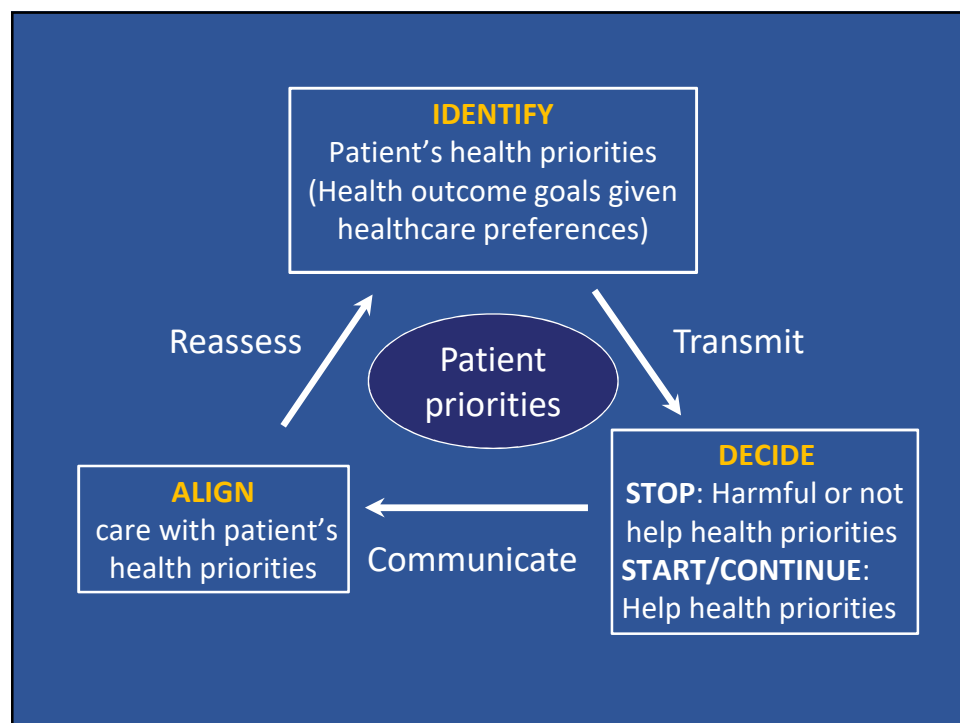 IDENTIFY
Patient’s health priorities
(Health outcome goals given
healthcare preferences)
Reassess
Transmit
Patient
priorities
DECIDE
STOP: Harmful or not
help health priorities
START/CONTINUE:
Help health priorities
ALIGN
care with patient’s
health priorities
Communicate